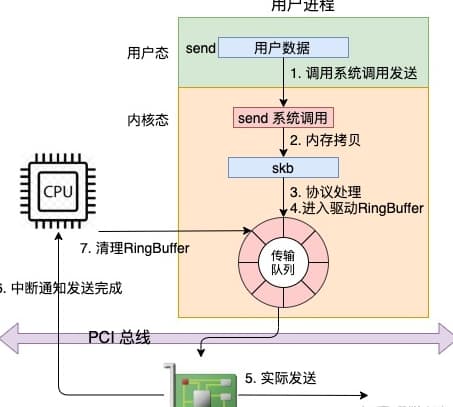 用户进程
用户态
send
用户数据
1. 调用系统调用发送
内核态
send 系统调用
2. 内存拷贝
skb
3. 协议处理
4.进入驱动RingBuffer
CPU
传输
队列
7. 清理RingBuffer
6. 中断通知发送完成
PCI 总线
5. 实际发送